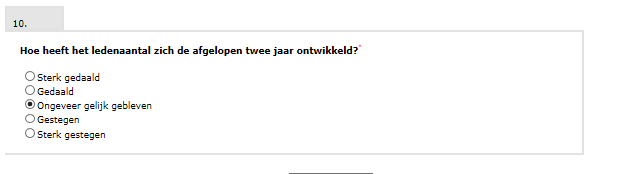 10.
Hoe heeft het ledenaantal zich de afgelopen twee jaar ontwikkeld?*
Sterk gedaald
Gedaald
Ongeveer gelijk gebleven
Gestegen
Sterk gestegen